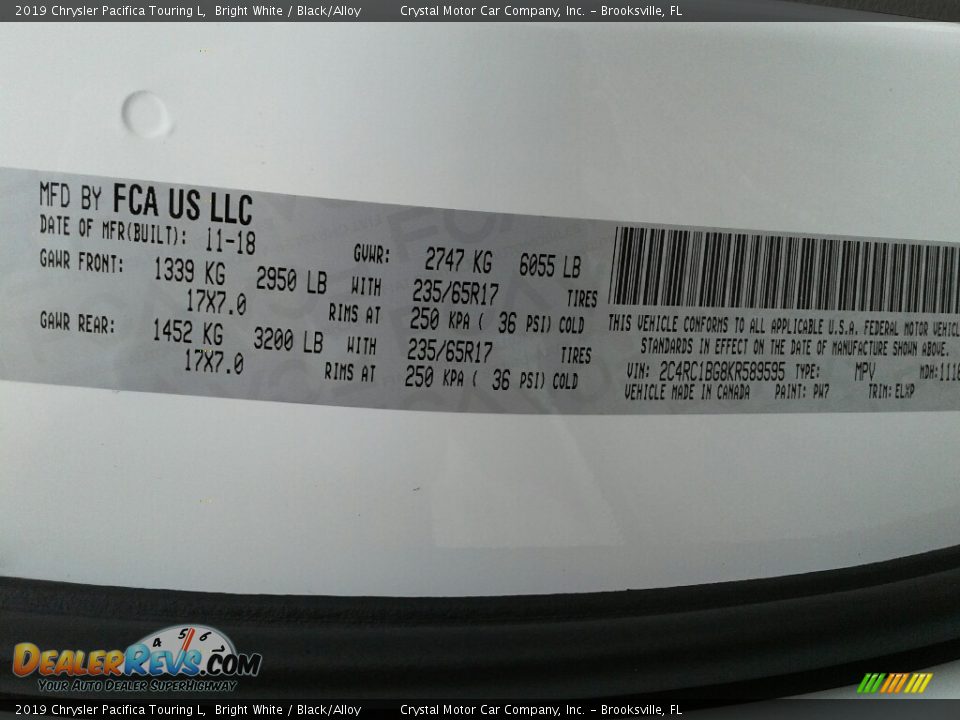 2019 Chrysler Pacifica Touring L, Bright White / Black/Alloy Crystal Motor Car Company, Inc. - Brooksville, FL
MFD BY FCA US LLC
DATE OF MFR(BUILT): 11-18
GVWR: 2747 KG 6055 LB
GAWR FRONT: 1339 KG 2950 LB WITH 235/65R17 TIRES
17X7.0 RIMS AT 250 KPA ( 36 PSI) COLD
GAWR REAR: 1452 KG 3200 LB WITH 235/65R17 TIRES
17X7.0 RIMS AT 250 KPA ( 36 PSI) COLD
THIS VEHICLE CONFORMS TO ALL APPLICABLE U.S.A. FEDERAL MOTOR VEHICL
STANDARDS IN EFFECT ON THE DATE OF MANUFACTURE SHOWN ABOVE.
VIN: 2C4RC1BG8KR589595 TYPE: MPV MDH:1116
VEHICLE MADE IN CANADA PAINT: PW7 TRIM: ELXP
4 5 6
DEALERREVS.COM
YOUR AUTO DEALER SUPERHIGHWAY
2019 Chrysler Pacifica Touring L, Bright White / Black/Alloy Crystal Motor Car Company, Inc. - Brooksville, FL